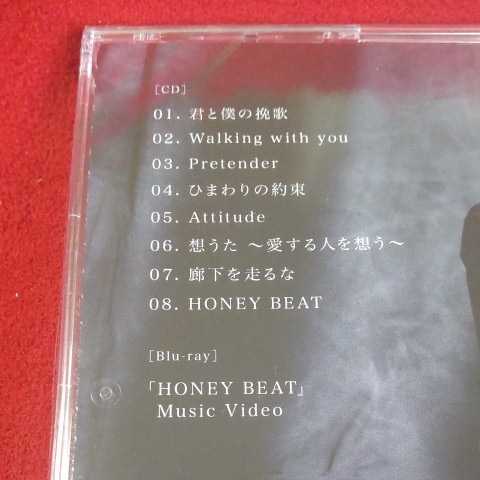 [CD]
01. 君と僕の挽歌
02. Walking with you
03. Pretender
04. ひまわりの約束
05. Attitude
06. 想うた ～愛する人を想う～
07. 廊下を走るな
08. HONEY BEAT
[Blu-ray]
「HONEY BEAT」
Music Video